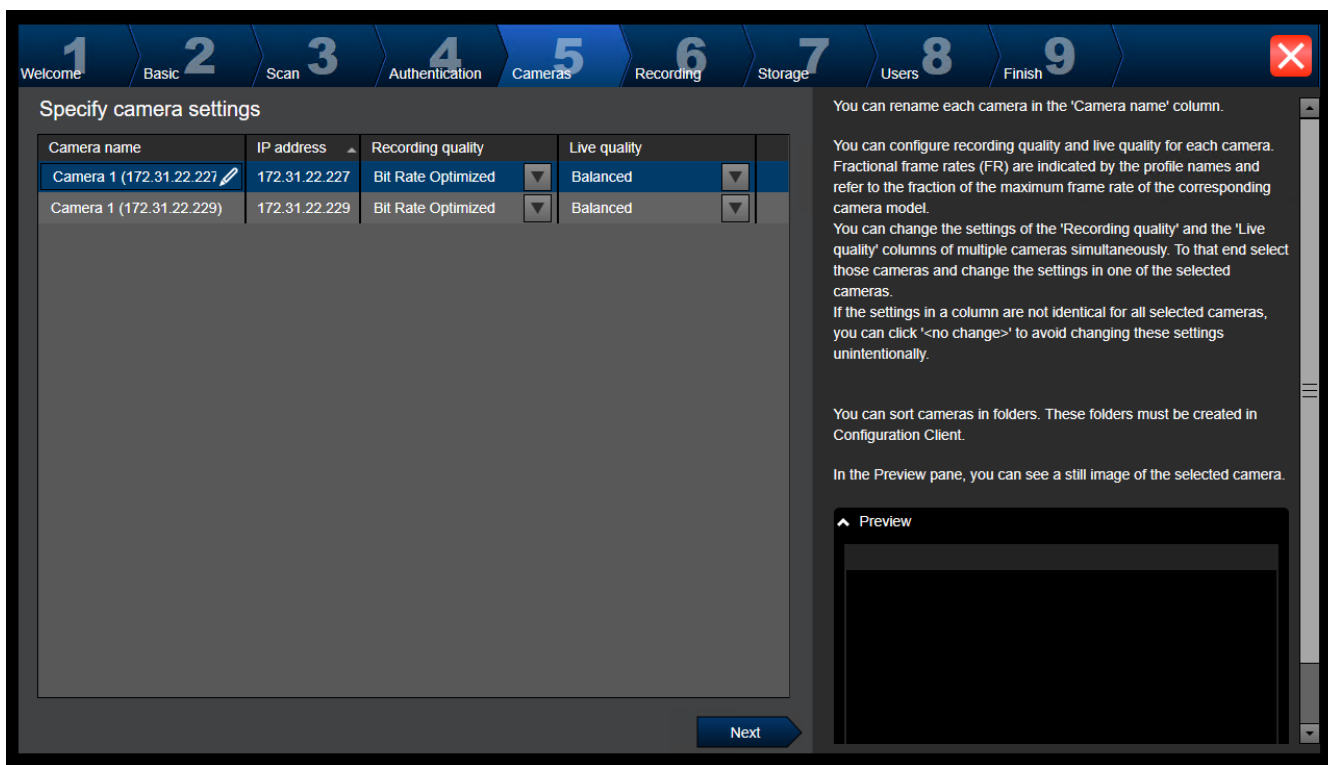 1 Welcome
2 Basic
3 Scan
4 Authentication
5 Cameras
6 Recording
7 Storage
8 Users
9 Finish
Specify camera settings
Camera name IP address Recording quality Live quality
Camera 1 (172.31.22.227 172.31.22.227 Bit Rate Optimized Balanced
Camera 1 (172.31.22.229) 172.31.22.229 Bit Rate Optimized Balanced
Next
You can rename each camera in the 'Camera name' column.
You can configure recording quality and live quality for each camera.
Fractional frame rates (FR) are indicated by the profile names and
refer to the fraction of the maximum frame rate of the corresponding
camera model.
You can change the settings of the 'Recording quality' and the 'Live
quality' columns of multiple cameras simultaneously. To that end select
those cameras and change the settings in one of the selected
cameras.
If the settings in a column are not identical for all selected cameras,
you can click '<no change>' to avoid changing these settings
unintentionally.
You can sort cameras in folders. These folders must be created in
Configuration Client.
In the Preview pane, you can see a still image of the selected camera.
Preview